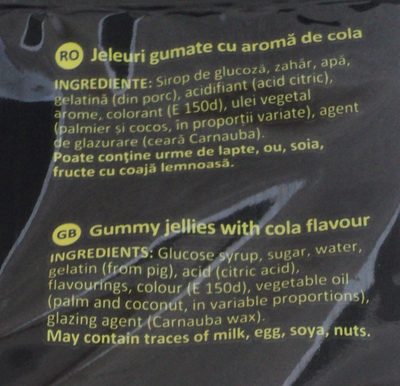 RO Jeleuri gumate cu aromă de cola
INGREDIENTE: Sirop de glucoză, zahăr, apă,
gelatină (din porc), acidifiant (acid citric),
arome, colorant (E 150d), ulei vegetal
(palmier și cocos, în proporții variate), agent
de glazurare (ceară Carnauba).
Poate conține urme de lapte, ou, soia,
fructe cu coajă lemnoasă.
GB Gummy jellies with cola flavour
INGREDIENTS: Glucose syrup, sugar, water,
gelatin (from pig), acid (citric acid),
flavourings, colour (E 150d), vegetable oil
(palm and coconut, in variable proportions),
glazing agent (Carnauba wax).
May contain traces of milk, egg, soya, nuts.